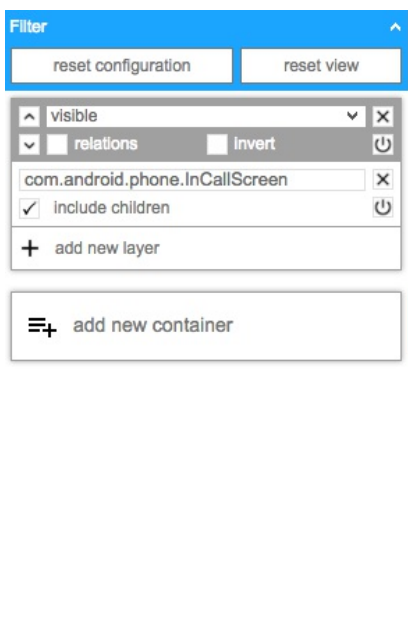 Filter
reset configuration reset view
visible
relations invert
com.android.phone.InCallScreen
include children
add new layer
add new container